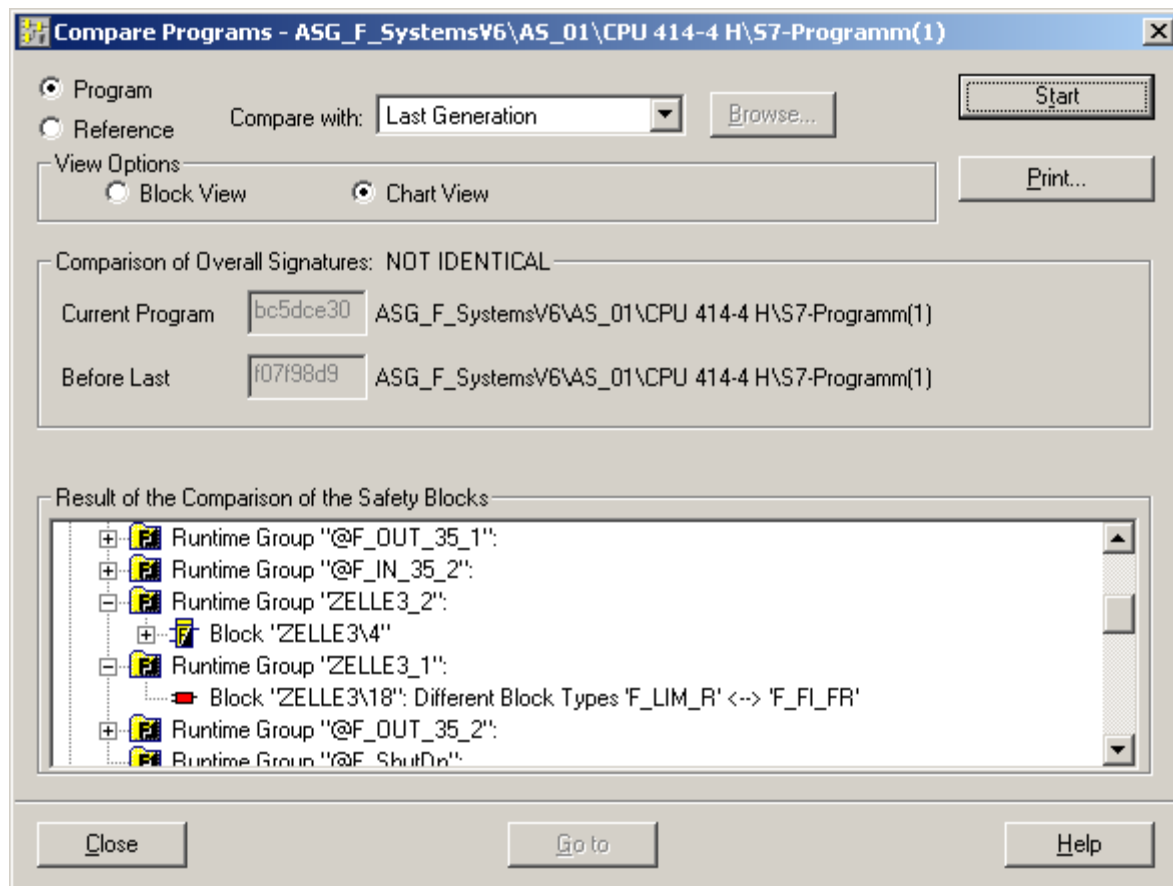 Compare Programs - ASG_F_SystemsV6\AS_01\CPU 414-4 H\S7-Programm(1)
Program
Reference
Compare with: Last Generation Browse...
Start
View Options
Block View Chart View
Print...
Comparison of Overall Signatures: NOT IDENTICAL
Current Program bc5dce30 ASG_F_SystemsV6\AS_01\CPU 414-4 H\S7-Programm(1)
Before Last f07f98d9 ASG_F_SystemsV6\AS_01\CPU 414-4 H\S7-Programm(1)
Result of the Comparison of the Safety Blocks
Runtime Group "@F_OUT_35_1":
Runtime Group "@F_IN_35_2":
Runtime Group "ZELLE3_2":
Block "ZELLE3\4"
Runtime Group "ZELLE3_1":
Block "ZELLE3\18": Different Block Types 'F_LIM_R' <--> 'F_FI_FR'
Runtime Group "@F_OUT_35_2":
Runtime Group "@F_ShutDn":
Close Go to Help